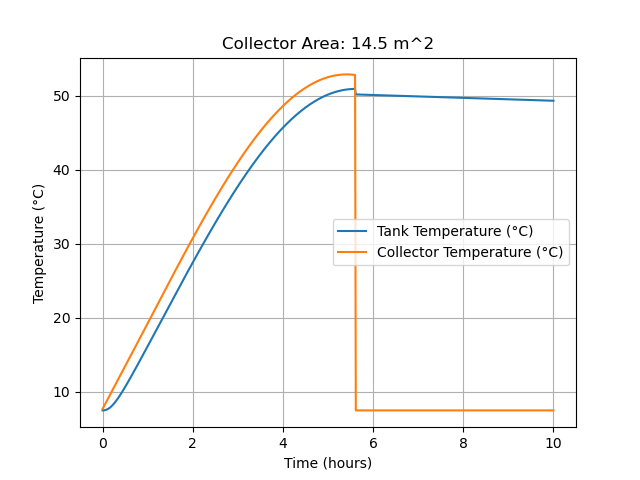 Collector Area: 14.5 m^2
Temperature (°C)
50
40
30
20
10
Tank Temperature (°C)
Collector Temperature (°C)
0 2 4 6 8 10
Time (hours)